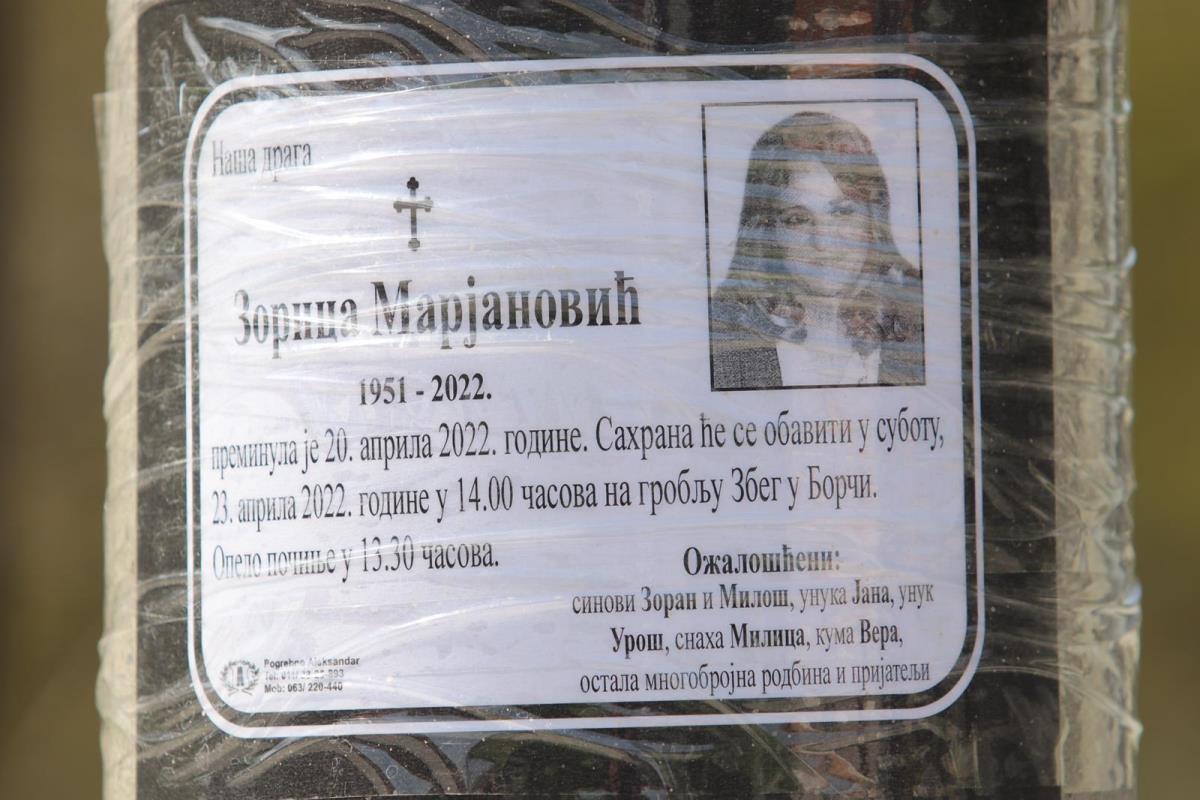 Наша драга
Зорица Марјановић
1951 - 2022.
преминула је 20. априла 2022. године. Сахрана ће се обавити у суботу,
23. априла 2022. године у 14.00 часова на гробљу Збег у Борчи.
Опело почиње у 13.30 часова.
Ожалошћени:
синови Зоран и Милош, унука Јана, унук
Урош, снаха Милица, кума Вера,
остала многобројна родбина и пријатељи
Pogrebno Aleksandar
Tel:
Mob: 063/ 220-440